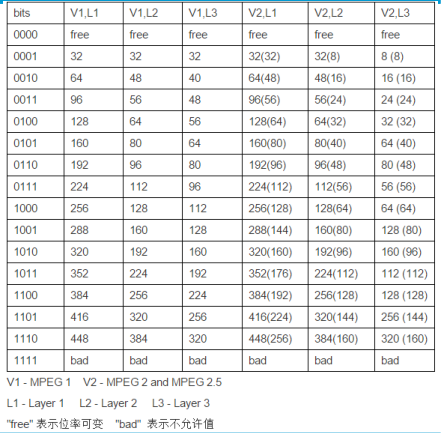 bits V1,L1 V1,L2 V1,L3 V2,L1 V2,L2 V2,L3
0000 free free free free free free
0001 32 32 32 32(32) 32(8) 8 (8)
0010 64 48 40 64(48) 48(16) 16 (16)
0011 96 56 48 96(56) 56(24) 24 (24)
0100 128 64 56 128(64) 64(32) 32 (32)
0101 160 80 64 160(80) 80(40) 64 (40)
0110 192 96 80 192(96) 96(48) 80 (48)
0111 224 112 96 224(112) 112(56) 56 (56)
1000 256 128 112 256(128) 128(64) 64 (64)
1001 288 160 128 288(144) 160(80) 128 (80)
1010 320 192 160 320(160) 192(96) 160 (96)
1011 352 224 192 352(176) 224(112) 112 (112)
1100 384 256 224 384(192) 256(128) 128 (128)
1101 416 320 256 416(224) 320(144) 256 (144)
1110 448 384 320 448(256) 384(160) 320 (160)
1111 bad bad bad bad bad bad
V1 - MPEG 1 V2 - MPEG 2 and MPEG 2.5
L1 - Layer 1 L2 - Layer 2 L3 - Layer 3
"free" 表示位率可变 "bad" 表示不允许值